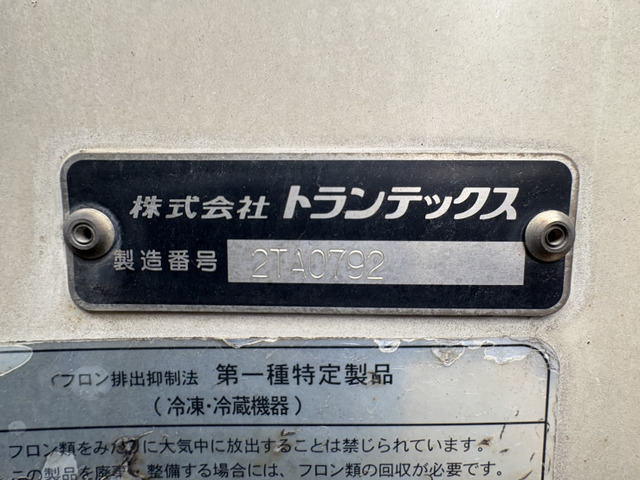 株式会社 トランテックス
製造番号 2TA0792
フロン排出抑制法 第一種特定製品
（冷凍・冷蔵機器）
フロン類をみだりに大気中に放出することは禁じられています。
この製品を廃棄・整備する場合には、フロン類の回収が必要です。